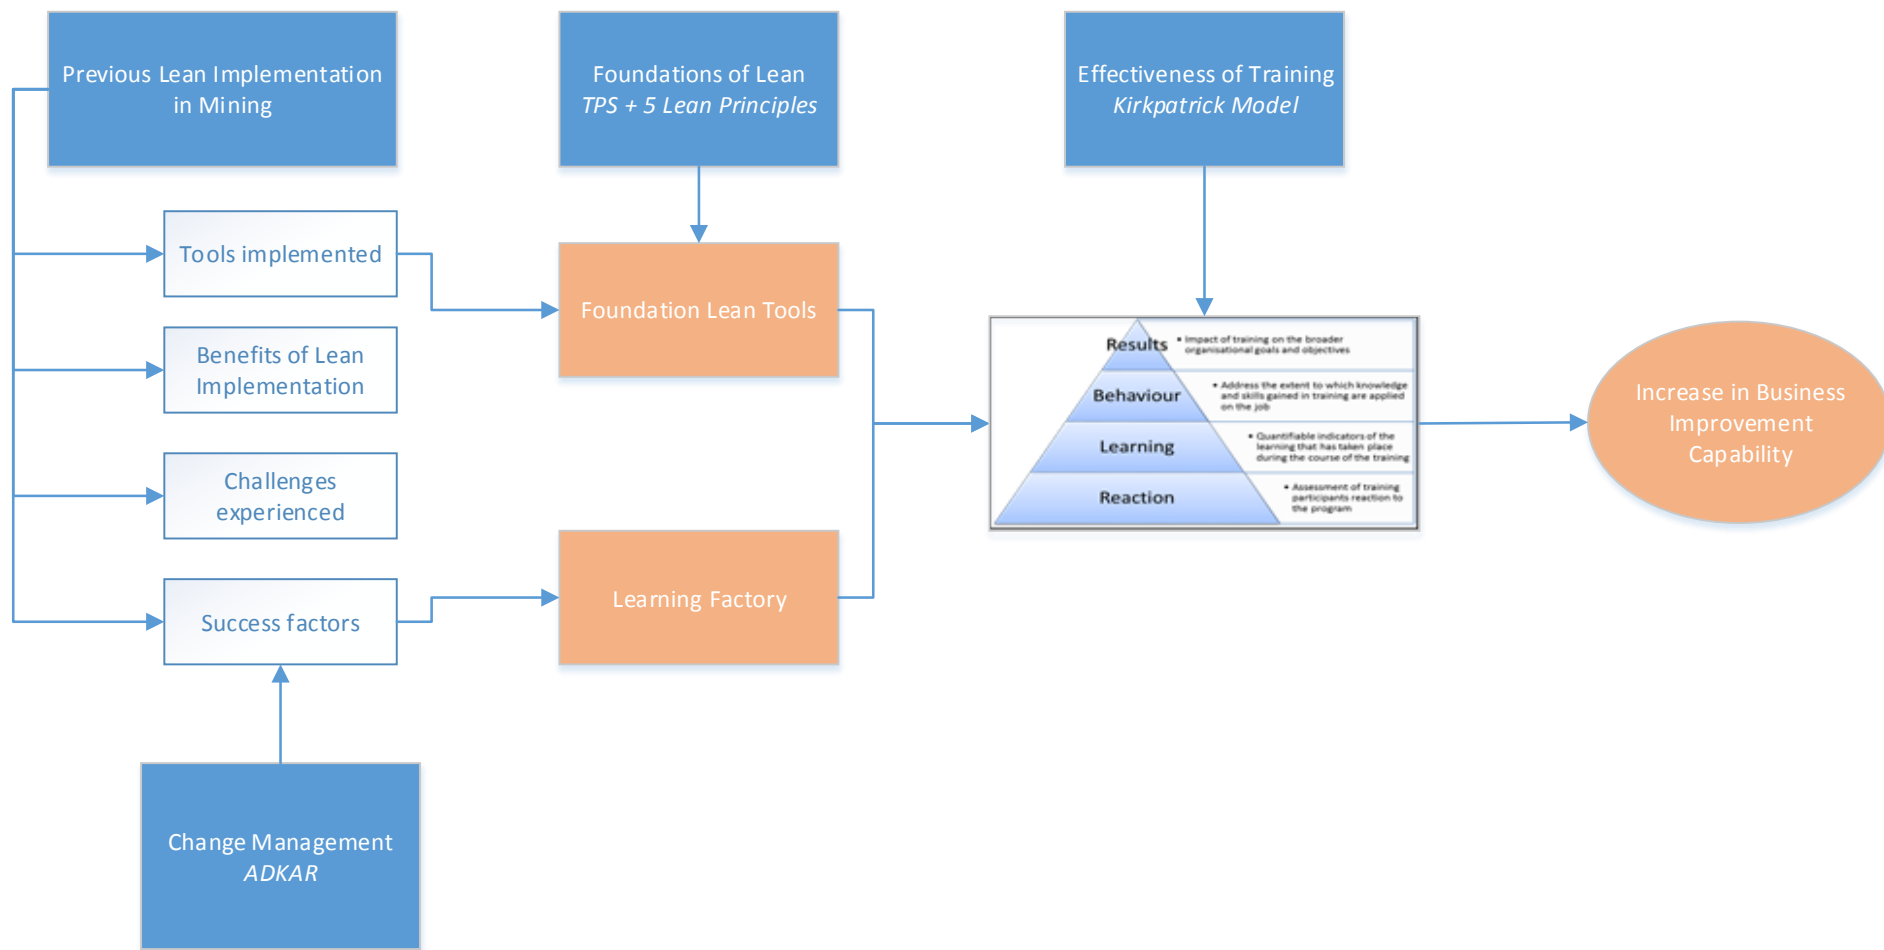 Previous Lean Implementation
in Mining
Foundations of Lean
TPS + 5 Lean Principles
Effectiveness of Training
Kirkpatrick Model
Tools implemented
Benefits of Lean
Implementation
Challenges
experienced
Success factors
Change Management
ADKAR
Foundation Lean Tools
Learning Factory
Results
• Impact of training on the broader
organisational goals and objectives
Behaviour
• Address the extent to which knowledge
and skills gained in training are applied
on the job
Learning
• Quantifiable indicators of the
learning that has taken place
during the course of the training
Reaction
• Assessment of training
participants reaction to
the program
Increase in Business
Improvement
Capability